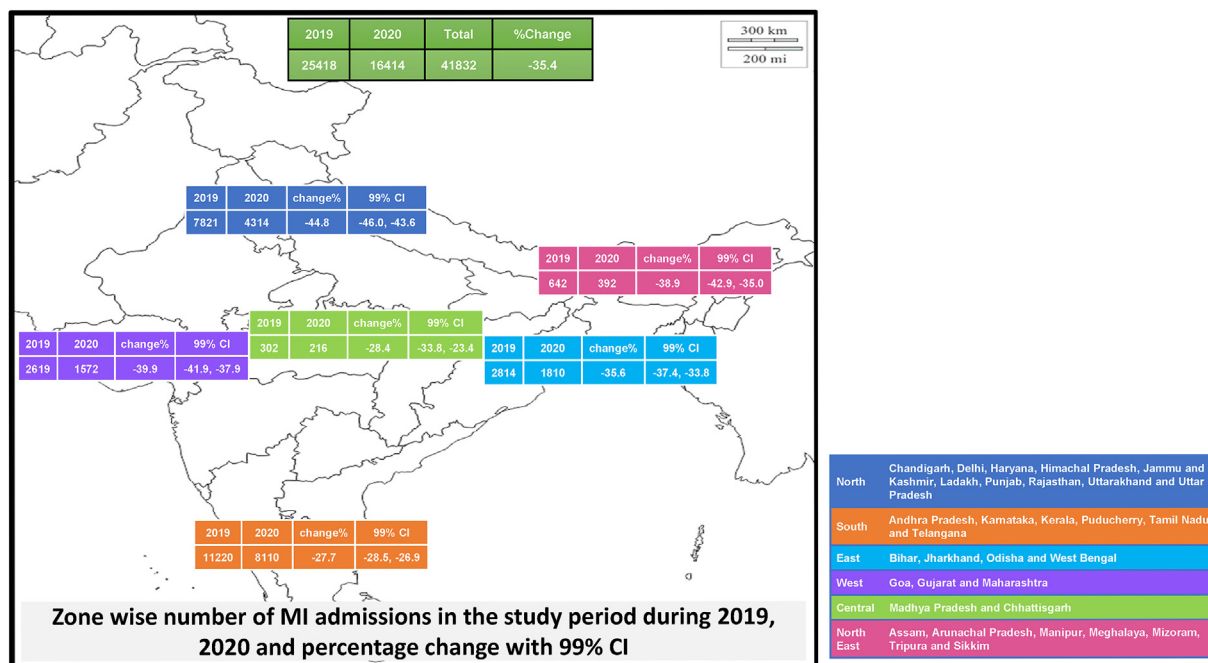 2019 2020 Total %Change
25418 16414 41832 -35.4
300 km
200 mi
2019 2020 change% 99% CI
7821 4314 -44.8 -46.0, -43.6
2019 2020 change% 99% CI
642 392 -38.9 -42.9, -35.0
2019 2020 change% 99% CI
302 216 -28.4 -33.8, -23.4
2019 2020 change% 99% CI
2619 1572 -39.9 -41.9, -37.9
2019 2020 change% 99% CI
2814 1810 -35.6 -37.4, -33.8
2019 2020 change% 99% CI
11220 8110 -27.7 -28.5, -26.9
Zone wise number of MI admissions in the study period during 2019,
2020 and percentage change with 99% CI
North Chandigarh, Delhi, Haryana, Himachal Pradesh, Jammu and
Kashmir, Ladakh, Punjab, Rajasthan, Uttarakhand and Uttar
Pradesh
South Andhra Pradesh, Karnataka, Kerala, Puducherry, Tamil Nadu
and Telangana
East Bihar, Jharkhand, Odisha and West Bengal
West Goa, Gujarat and Maharashtra
Central Madhya Pradesh and Chhattisgarh
North East Assam, Arunachal Pradesh, Manipur, Meghalaya, Mizoram,
Tripura and Sikkim